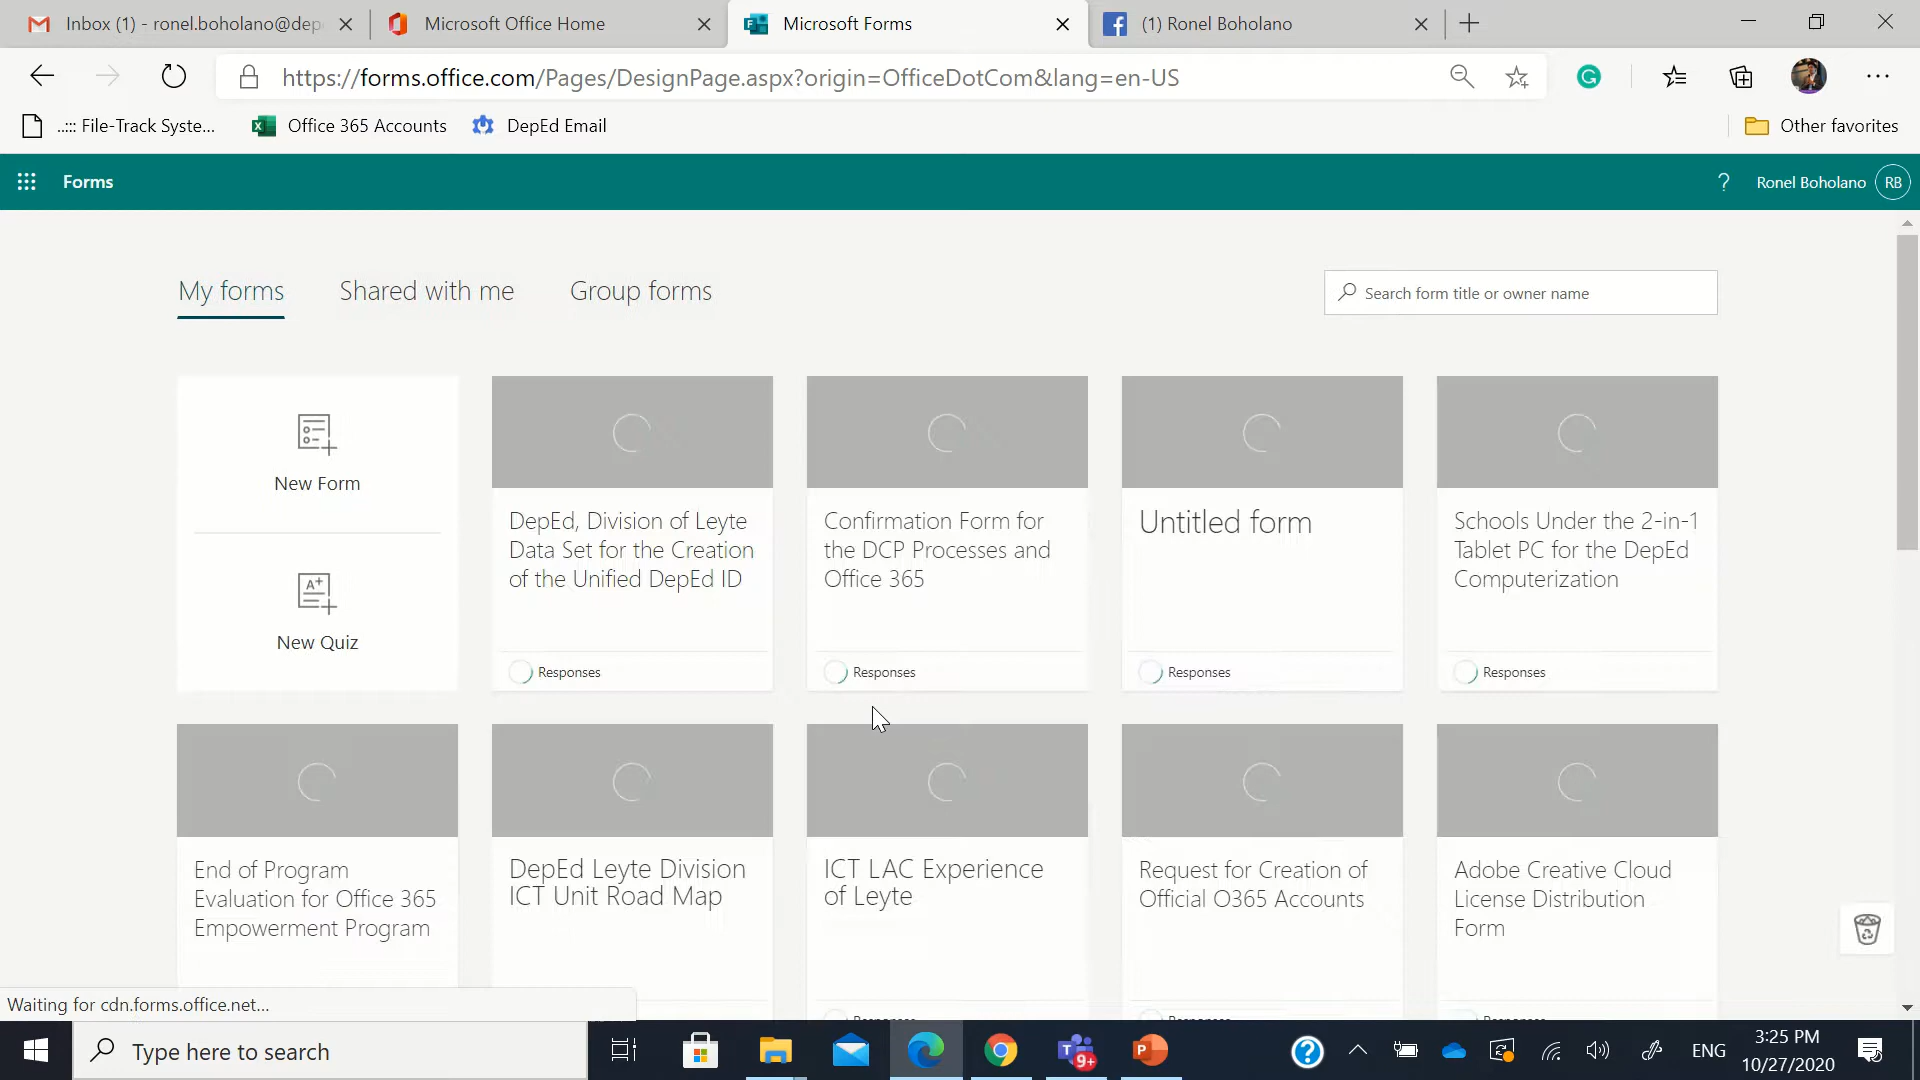 Inbox (1) - ronel.boholano@dep
Microsoft Office Home
Microsoft Forms
(1) Ronel Boholano
https://forms.office.com/Pages/DesignPage.aspx?origin=OfficeDotCom&lang=en-US
..::: File-Track Syste...
Office 365 Accounts
DepEd Email
Other favorites
Forms
?
Ronel Boholano
RB
My forms
Shared with me
Group forms
Search form title or owner name
New Form
A+
New Quiz
DepEd, Division of Leyte
Data Set for the Creation
of the Unified DepEd ID
Responses
Confirmation Form for
the DCP Processes and
Office 365
Responses
Untitled form
Responses
Schools Under the 2-in-1
Tablet PC for the DepEd
Computerization
Responses
End of Program
Evaluation for Office 365
Empowerment Program
DepEd Leyte Division
ICT Unit Road Map
ICT LAC Experience
of Leyte
Responses
Request for Creation of
Official O365 Accounts
Responses
Adobe Creative Cloud
License Distribution
Form
Responses
Waiting for cdn.forms.office.net...
Type here to search
9+
ENG
3:25 PM
10/27/2020